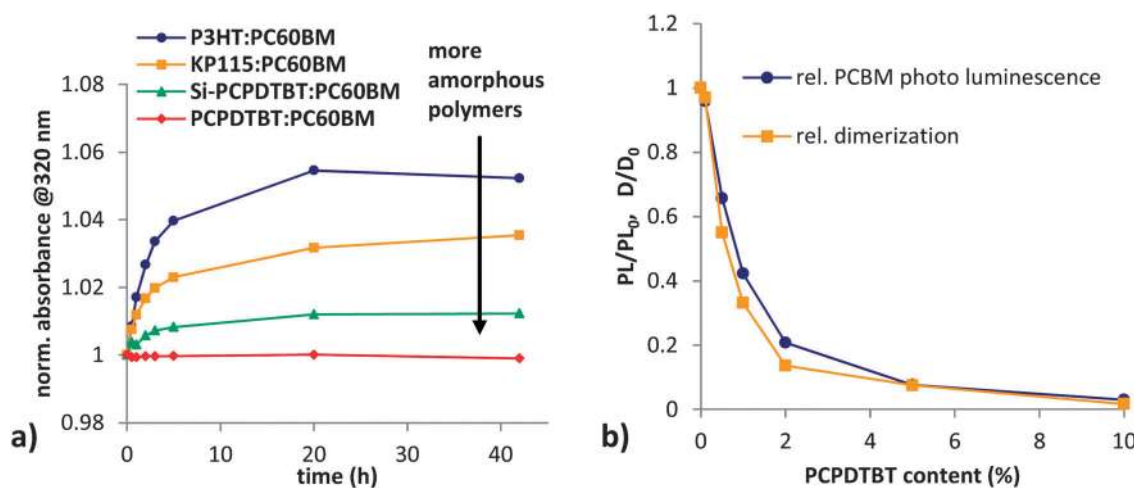 P3HT:PC60BM
KP115:PC60BM
Si-PCPDTBT:PC60BM
PCPDTBT:PC60BM
more
amorphous
polymers
norm. absorbance @320 nm
1.08
1.06
1.04
1.02
1
0.98
0
10
20
30
40
time (h)
a)
PL/PL0, D/D0
1.2
1
0.8
0.6
0.4
0.2
0
rel. PCBM photo luminescence
rel. dimerization
0
2
4
6
8
10
PCPDTBT content (%)
b)